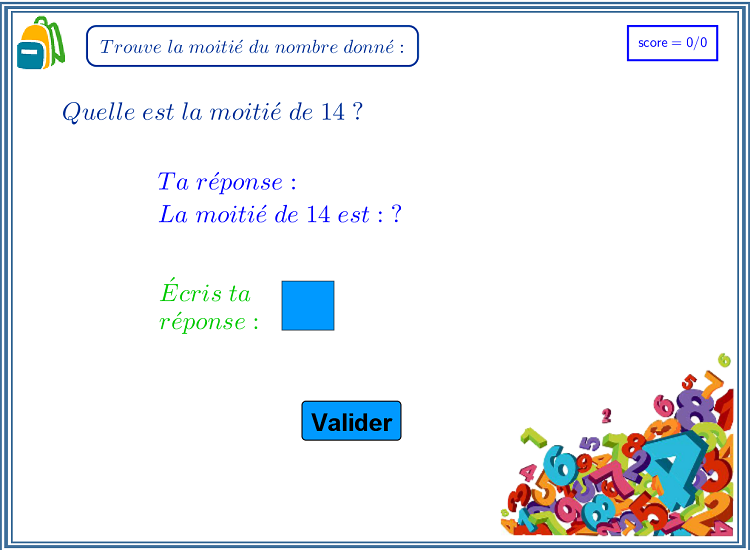 Trouve la moitié du nombre donné :
score = 0/0
Quelle est la moitié de 14 ?
Ta réponse :
La moitié de 14 est : ?
Écris ta
réponse :
Valider